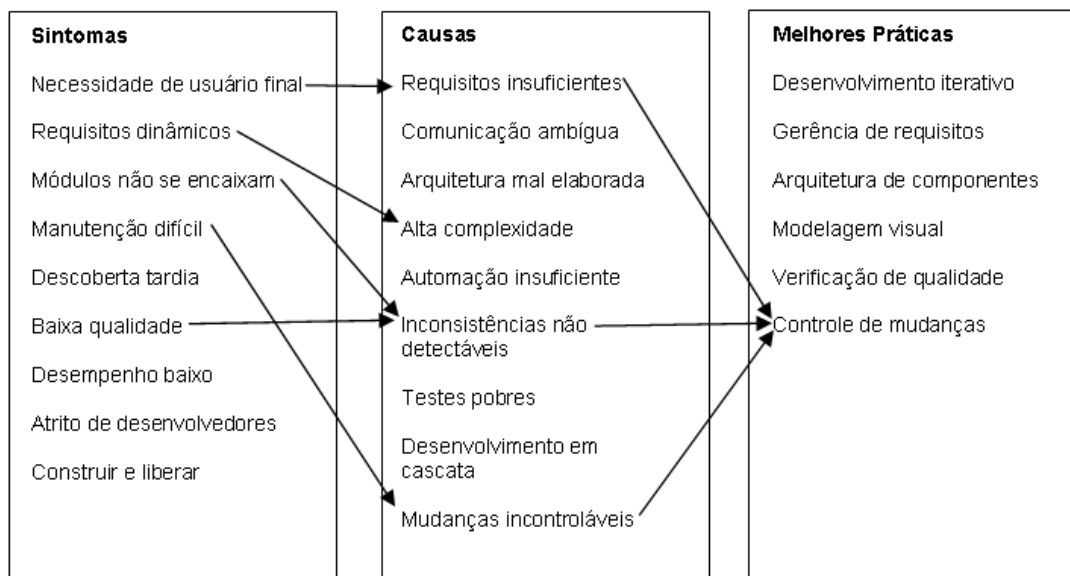 Sintomas
Necessidade de usuário final
Requisitos dinâmicos
Módulos não se encaixam
Manutenção difícil
Descoberta tardia
Baixa qualidade
Desempenho baixo
Atrito de desenvolvedores
Construir e liberar
Causas
Requisitos insuficientes
Comunicação ambígua
Arquitetura mal elaborada
Alta complexidade
Automação insuficiente
Inconsistências não
detectáveis
Testes pobres
Desenvolvimento em
cascata
Mudanças incontroláveis
Melhores Práticas
Desenvolvimento iterativo
Gerência de requisitos
Arquitetura de componentes
Modelagem visual
Verificação de qualidade
Controle de mudanças